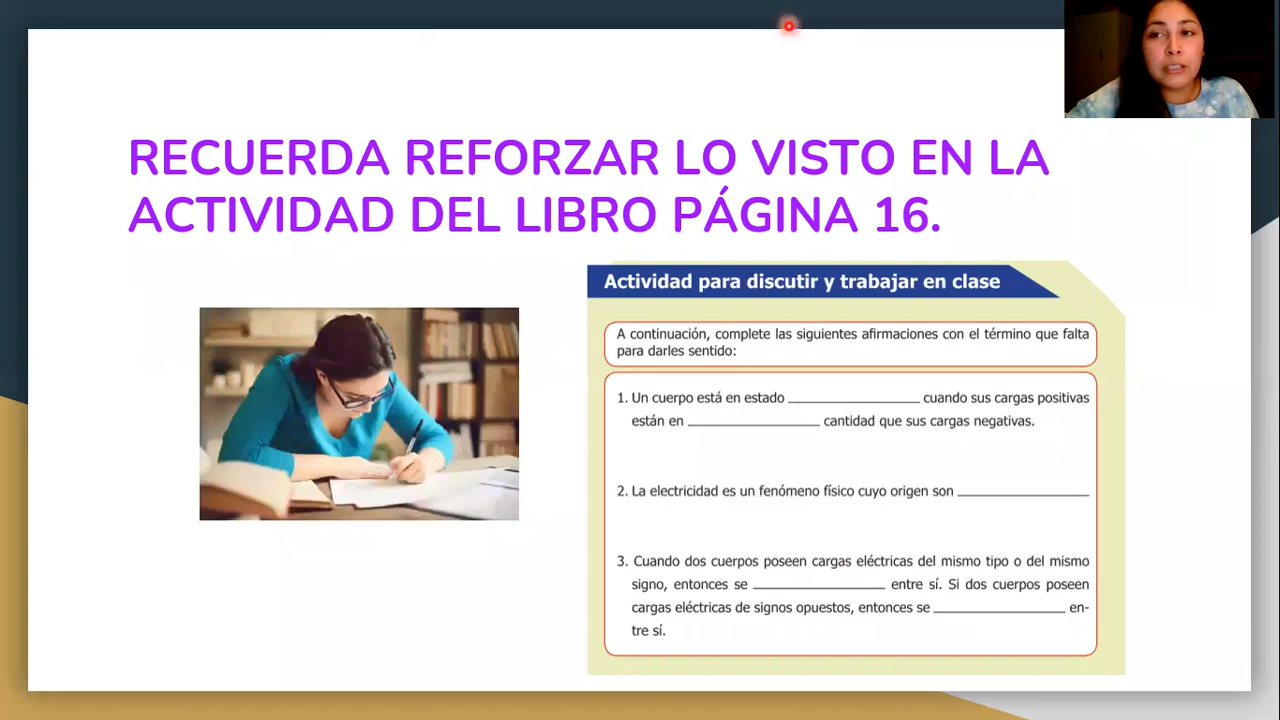 RECUERDA REFORZAR LO VISTO EN LA
ACTIVIDAD DEL LIBRO PÁGINA 16.
Actividad para discutir y trabajar en clase
A continuación, complete las siguientes afirmaciones con el término que falta
para darles sentido:
1. Un cuerpo está en estado ________________ cuando sus cargas positivas
están en ________________ cantidad que sus cargas negativas.
2. La electricidad es un fenómeno físico cuyo origen son ________________
3. Cuando dos cuerpos poseen cargas eléctricas del mismo tipo o del mismo
signo, entonces se ________________ entre sí. Si dos cuerpos poseen
cargas eléctricas de signos opuestos, entonces se ________________ en-
tre sí.